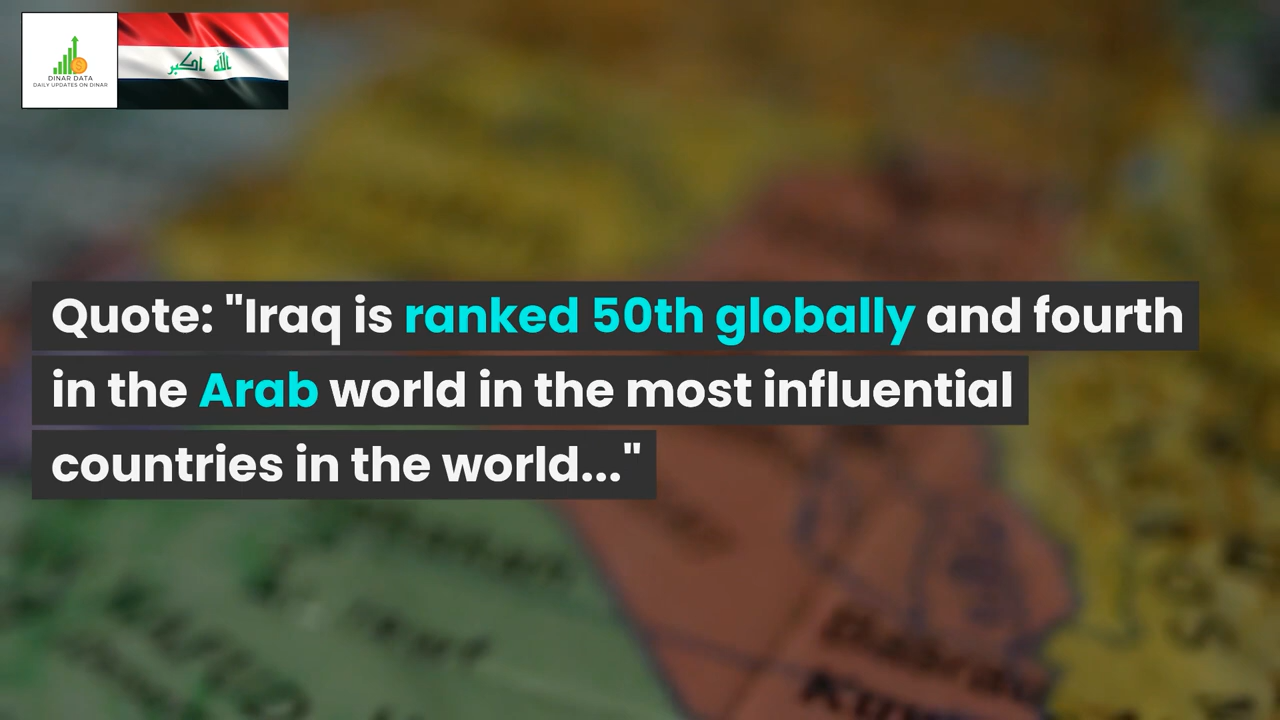 DINAR DATA
DAILY UPDATES ON DINAR
الله اكبر
Quote: "Iraq is ranked 50th globally and fourth
in the Arab world in the most influential
countries in the world..."